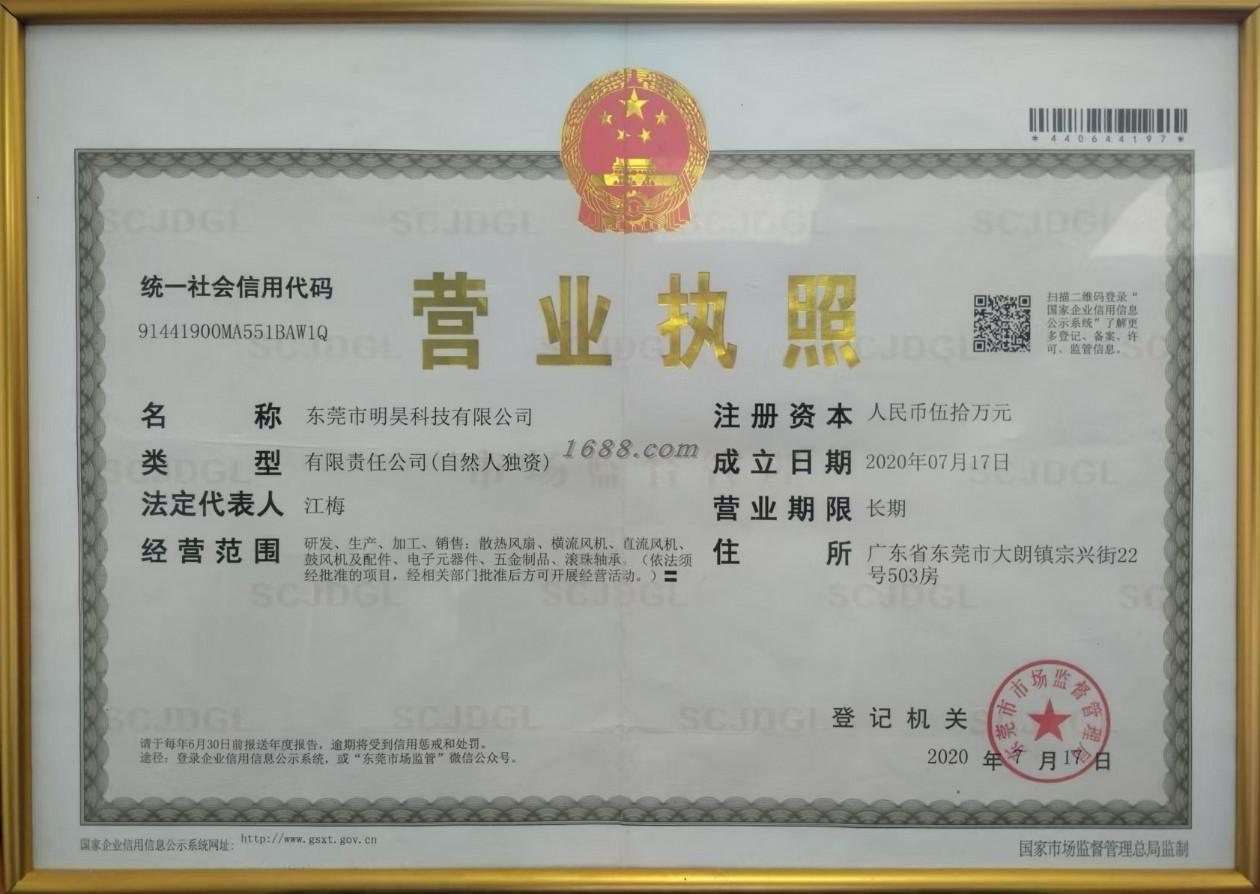 *440644197*
统一社会信用代码
91441900MA551BAW1Q
营业执照
扫描二维码登录“
国家企业信用信息
公示系统”了解更
多登记、备案、许
可、监管信息。
名称 东莞市明昊科技有限公司
类型 有限责任公司(自然人独资)
法定代表人 江梅
经营范围 研发、生产、加工、销售：散热风扇、横流风机、直流风机、
鼓风机及配件、电子元器件、五金制品、滚珠轴承。（依法须
经批准的项目，经相关部门批准后方可开展经营活动。）〓
1688.com
注册资本 人民币伍拾万元
成立日期 2020年07月17日
营业期限 长期
住所 广东省东莞市大朗镇宗兴街22
号503房
登记机关
东莞市市场监督管理局
2020 年 7 月 17 日
请于每年6月30日前报送年度报告，逾期将受到信用惩戒和处罚。
途径：登录企业信用信息公示系统，或“东莞市场监管”微信公众号。
国家企业信用信息公示系统网址：http://www.gsxt.gov.cn
国家市场监督管理总局监制